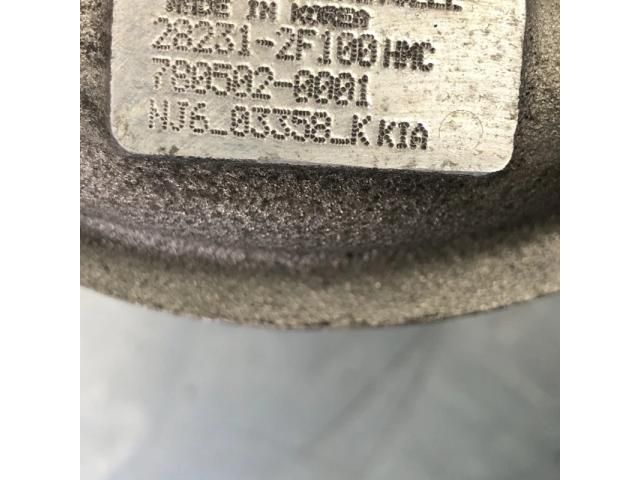 MADE IN KOREA
28231-2F100 HMC
780502-0001
NJ6_03358_K KIA